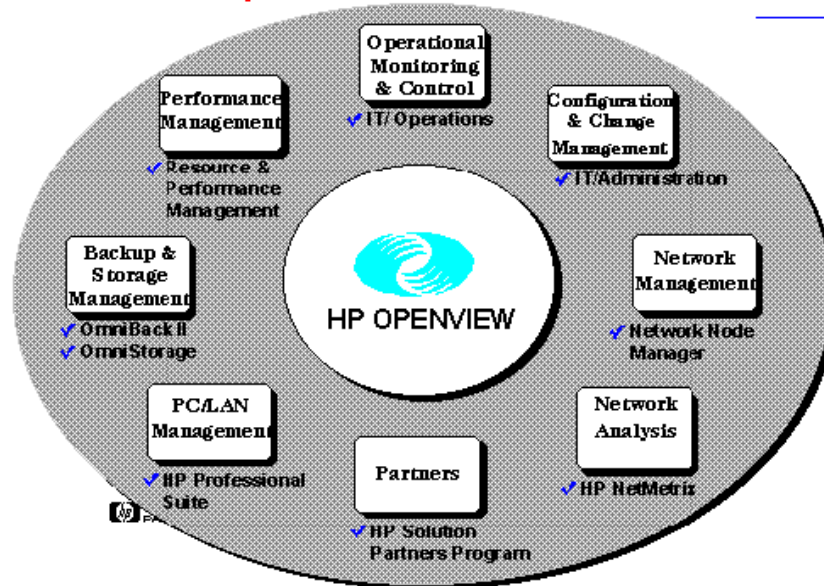 Operational
Monitoring
& Control
IT/Operations
Configuration
& Change
Management
IT/Administration
Network
Management
Network Node
Manager
Network
Analysis
HP NetMetrix
Partners
HP Solution
Partners Program
PC/LAN
Management
HP Professional
Suite
Backup &
Storage
Management
OmniBack II
OmniStorage
Performance
Management
Resource &
Performance
Management
HP OPENVIEW
hp